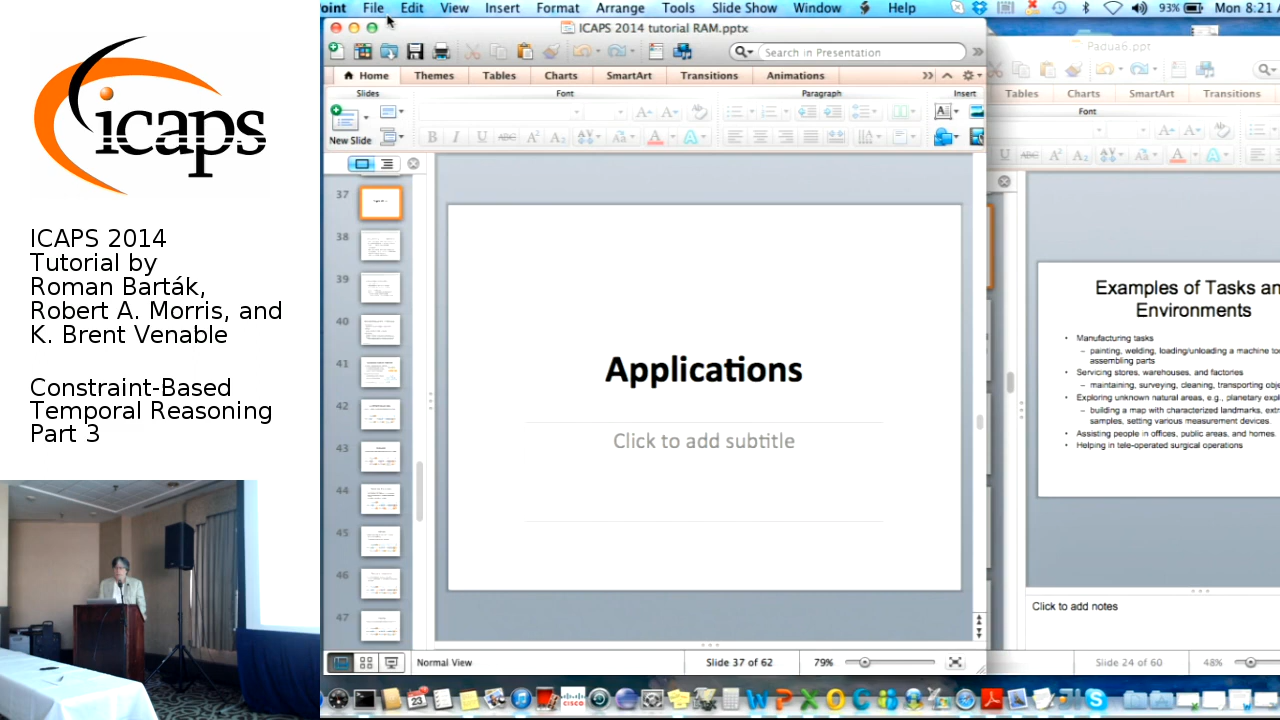 icaps
ICAPS 2014
Tutorial by
Roman Barták,
Robert A. Morris, and
K. Brent Venable
Constraint-Based
Temporal Reasoning
Part 3
oint File Edit View Insert Format Arrange Tools Slide Show Window Help 93% Mon 8:21
ICAPS 2014 tutorial RAM.pptx
Search in Presentation
Home Themes Tables Charts SmartArt Transitions Animations
Slides Font Paragraph Insert
New Slide
37
38
39
40
41
42
43
44
45
46
47
Applications
Click to add subtitle
Normal View Slide 37 of 62 79%
Padua6.ppt
Tables Charts SmartArt Transitions
Font
Examples of Tasks an
Environments
• Manufacturing tasks
– painting, welding, loading/unloading a machine to
assembling parts
• Servicing stores, warehouses, and factories
– maintaining, surveying, cleaning, transporting obje
• Exploring unknown natural areas, e.g., planetary expl
– building a map with characterized landmarks, extr
samples, setting various measurement devices.
• Assisting people in offices, public areas, and homes.
• Helping in tele-operated surgical operations
Click to add notes
Slide 24 of 60 48%